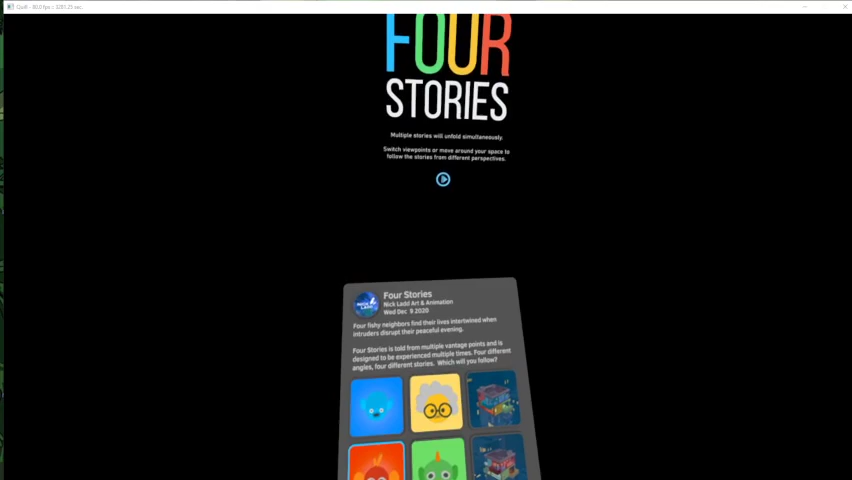 FOUR
STORIES
Multiple stories will unfold simultaneously.
Switch viewpoints or move around your space to
follow the stories from different perspectives.
Four Stories
Nick Ladd Art & Animation
Wed Dec 9 2020
Four fishy neighbors find their lives intertwined when
intruders disrupt their peaceful evening.
Four Stories is told from multiple vantage points and is
designed to be experienced multiple times. Four different
angles, four different stories. Which will you follow?